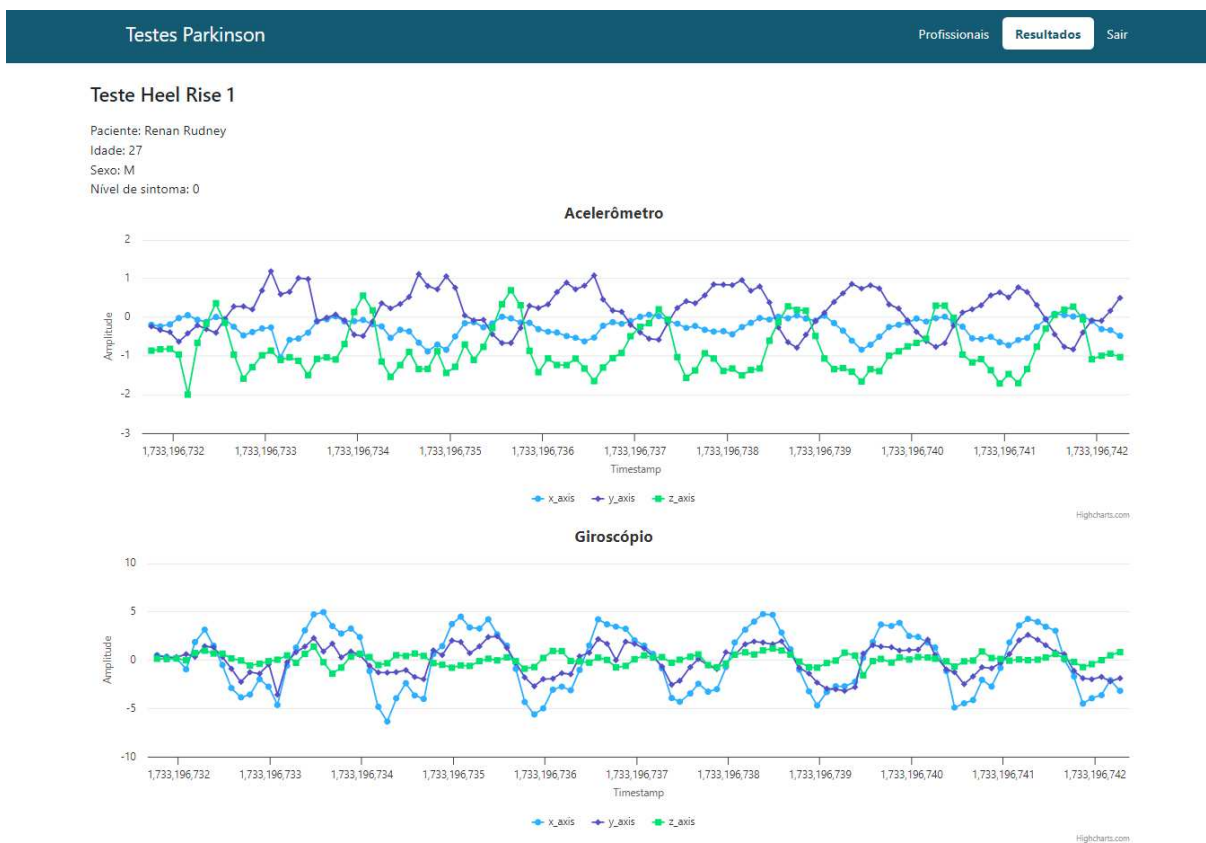 Testes Parkinson
Profissionais Resultados Sair
Teste Heel Rise 1
Paciente: Renan Rudney
Idade: 27
Sexo: M
Nível de sintoma: 0
Acelerômetro
2
1
0
-1
-2
-3
Amplitude
1,733,196,732 1,733,196,733 1,733,196,734 1,733,196,735 1,733,196,736 1,733,196,737 1,733,196,738 1,733,196,739 1,733,196,740 1,733,196,741 1,733,196,742
Timestamp
x_axis y_axis z_axis
Highcharts.com
Giroscópio
10
5
0
-5
-10
Amplitude
1,733,196,732 1,733,196,733 1,733,196,734 1,733,196,735 1,733,196,736 1,733,196,737 1,733,196,738 1,733,196,739 1,733,196,740 1,733,196,741 1,733,196,742
Timestamp
x_axis y_axis z_axis
Highcharts.com